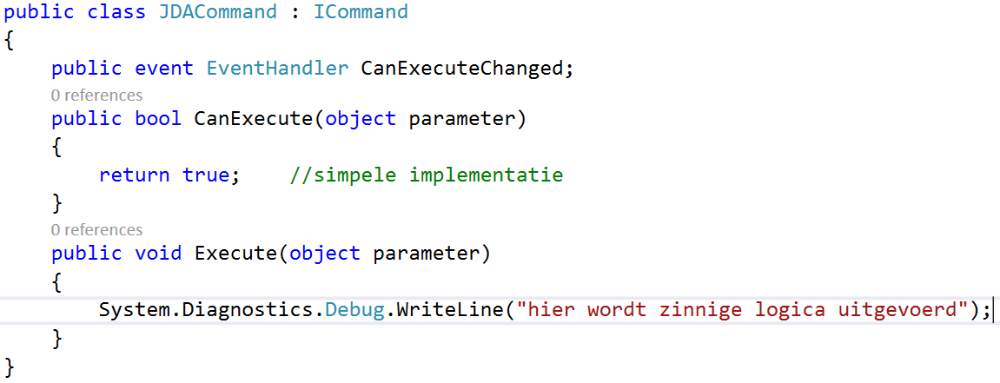 public class JDACommand : ICommand
{
    public event EventHandler CanExecuteChanged;
    0 references
    public bool CanExecute(object parameter)
    {
        return true;    //simpele implementatie
    }
    0 references
    public void Execute(object parameter)
    {
        System.Diagnostics.Debug.WriteLine("hier wordt zinnige logica uitgevoerd");
    }
}